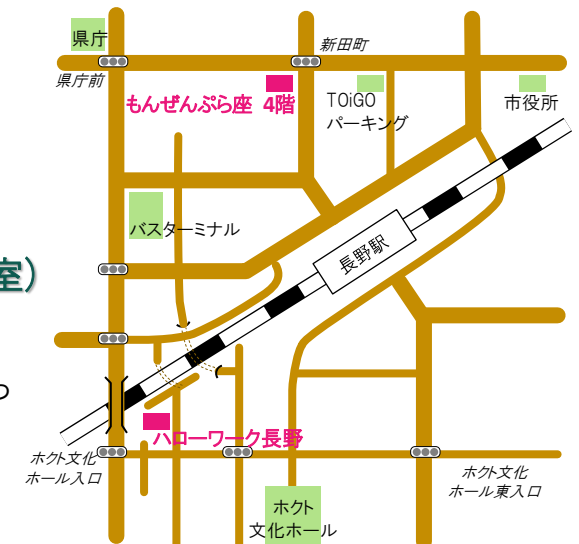 県庁
新田町
県庁前
もんぜんぷら座 4階
TOiGO
パーキング
市役所
バスターミナル
長野駅
室）
っ
ハローワーク長野
ホクト文化
ホール入口
ホクト文化
ホール東入口
ホクト
文化ホール